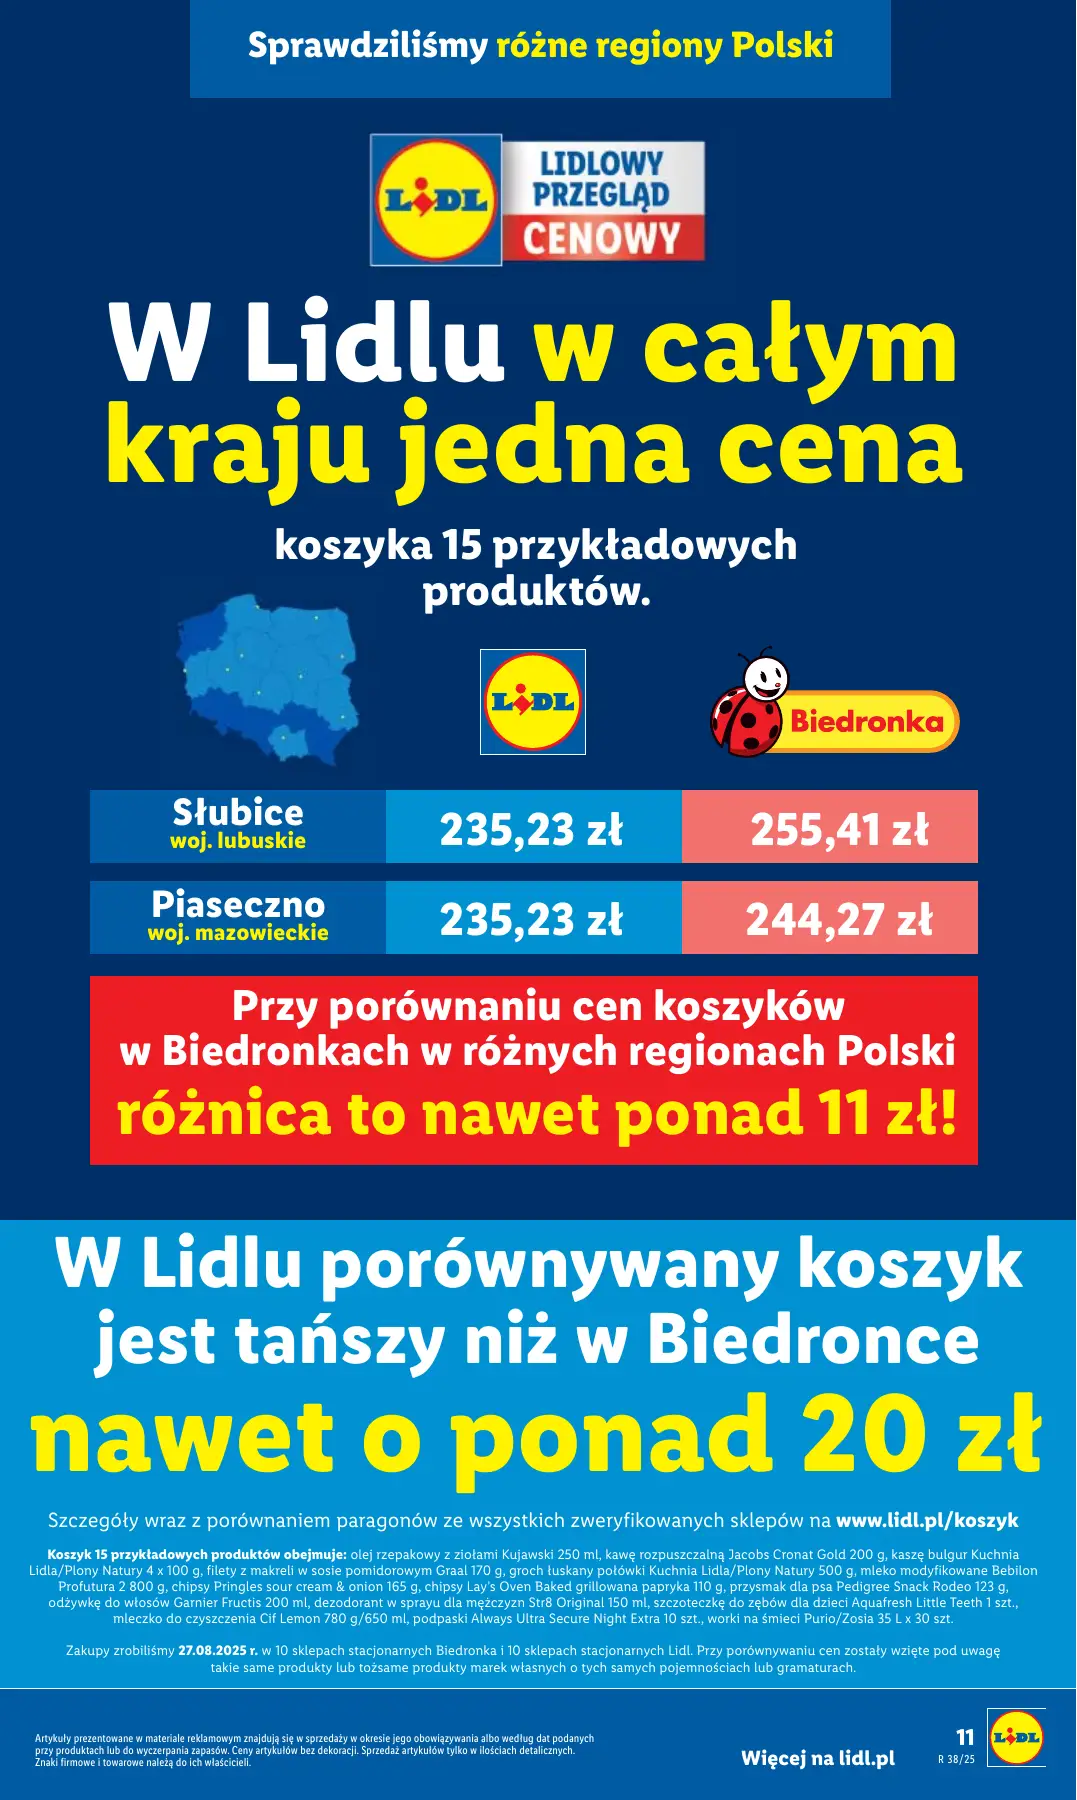 Sprawdziliśmy różne regiony Polski
LIDL
LIDLOWY
PRZEGLĄD
CENOWY
W Lidlu w całym
kraju jedna cena
koszyka 15 przykładowych
produktów.
LIDL
Biedronka
Słubice
woj. lubuskie
235,23 zł
255,41 zł
Piaseczno
woj. mazowieckie
235,23 zł
244,27 zł
Przy porównaniu cen koszyków
w Biedronkach w różnych regionach Polski
różnica to nawet ponad 11 zł!
W Lidlu porównywany koszyk
jest tańszy niż w Biedronce
nawet o ponad 20 zł
Szczegóły wraz z porównaniem paragonów ze wszystkich zweryfikowanych sklepów na www.lidl.pl/koszyk
Koszyk 15 przykładowych produktów obejmuje: olej rzepakowy z ziołami Kujawski 250 ml, kawę rozpuszczalną Jacobs Cronat Gold 200 g, kaszę bulgur Kuchnia
Lidla/Plony Natury 4 x 100 g, filety z makreli w sosie pomidorowym Graal 170 g, groch łuskany połówki Kuchnia Lidla/Plony Natury 500 g, mleko modyfikowane Bebilon
Profutura 2 800 g, chipsy Pringles sour cream & onion 165 g, chipsy Lay's Oven Baked grillowana papryka 110 g, przysmak dla psa Pedigree Snack Rodeo 123 g,
odżywkę do włosów Garnier Fructis 200 ml, dezodorant w sprayu dla mężczyzn Str8 Original 150 ml, szczoteczkę do zębów dla dzieci Aquafresh Little Teeth 1 szt.,
mleczko do czyszczenia Cif Lemon 780 g/650 ml, podpaski Always Ultra Secure Night Extra 10 szt., worki na śmieci Purio/Zosia 35 L x 30 szt.
Zakupy zrobiliśmy 27.08.2025 r. w 10 sklepach stacjonarnych Biedronka i 10 sklepach stacjonarnych Lidl. Przy porównywaniu cen zostały wzięte pod uwagę
takie same produkty lub tożsame produkty marek własnych o tych samych pojemnościach lub gramaturach.
Artykuły prezentowane w materiale reklamowym znajdują się w sprzedaży w okresie jego obowiązywania albo według dat podanych
przy produktach lub do wyczerpania zapasów. Ceny artykułów bez dekoracji. Sprzedaż artykułów tylko w ilościach detalicznych.
Znaki firmowe i towarowe należą do ich właścicieli.
Więcej na lidl.pl
11
R 38/25
LIDL